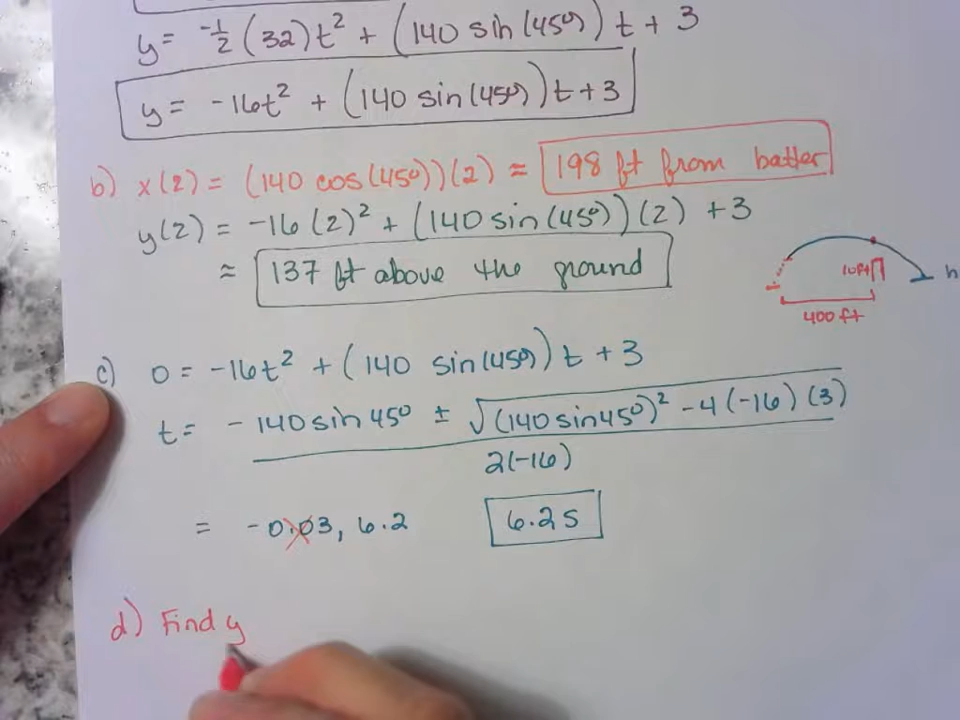 y = -1/2 (32)t² + (140 sin(45°))t + 3
y = -16t² + (140 sin(45°))t + 3
b) x(2) = (140 cos(45°))(2) ≈ 198 ft from batter
y(2) = -16(2)² + (140 sin(45°))(2) + 3
≈ 137 ft above the ground
10ft
h
400 ft
c) 0 = -16t² + (140 sin(45°))t + 3
t = - 140 sin 45° ± √(140 sin 45°)² - 4(-16)(3)
2(-16)
= -0.03, 6.2 6.2s
d) Find y